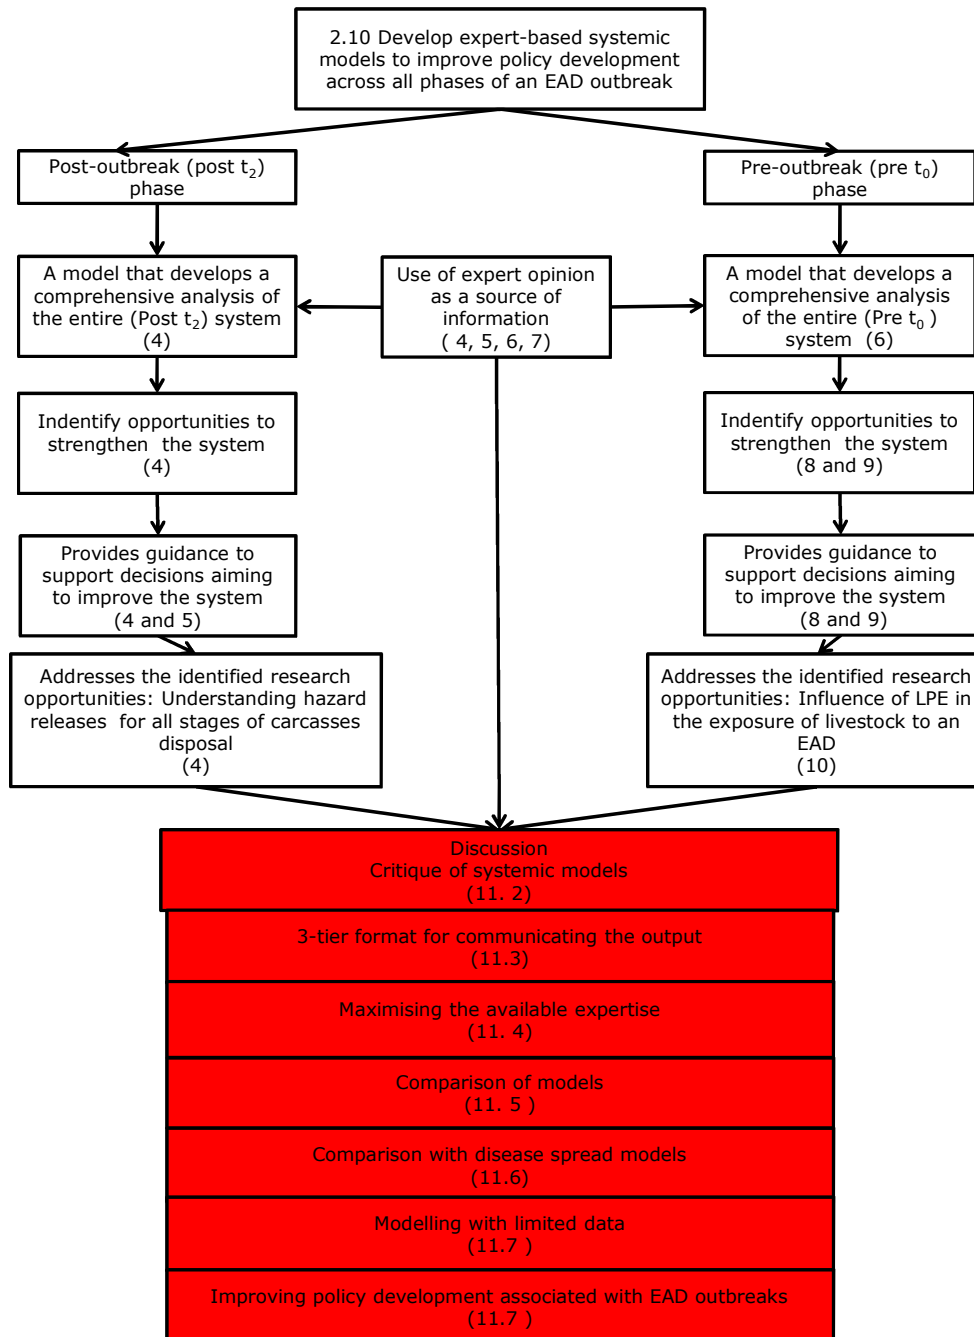 2.10 Develop expert-based systemic
models to improve policy development
across all phases of an EAD outbreak
Post-outbreak (post t₂)
phase
Pre-outbreak (pre t₀)
phase
A model that develops a
comprehensive analysis of
the entire (Post t₂) system
(4)
Use of expert opinion
as a source of
information
( 4, 5, 6, 7)
A model that develops a
comprehensive analysis
of the entire (Pre t₀ )
system (6)
Indentify opportunities to
strengthen the system
(4)
Indentify opportunities to
strengthen the system
(8 and 9)
Provides guidance to
support decisions aiming
to improve the system
(4 and 5)
Provides guidance to
support decisions aiming
to improve the system
(8 and 9)
Addresses the identified research
opportunities: Understanding hazard
releases for all stages of carcasses
disposal
(4)
Addresses the identified research
opportunities: Influence of LPE in
the exposure of livestock to an
EAD
(10)
Discussion
Critique of systemic models
(11. 2)
3-tier format for communicating the output
(11.3)
Maximising the available expertise
(11. 4)
Comparison of models
(11. 5 )
Comparison with disease spread models
(11.6)
Modelling with limited data
(11.7 )
Improving policy development associated with EAD outbreaks
(11.7 )